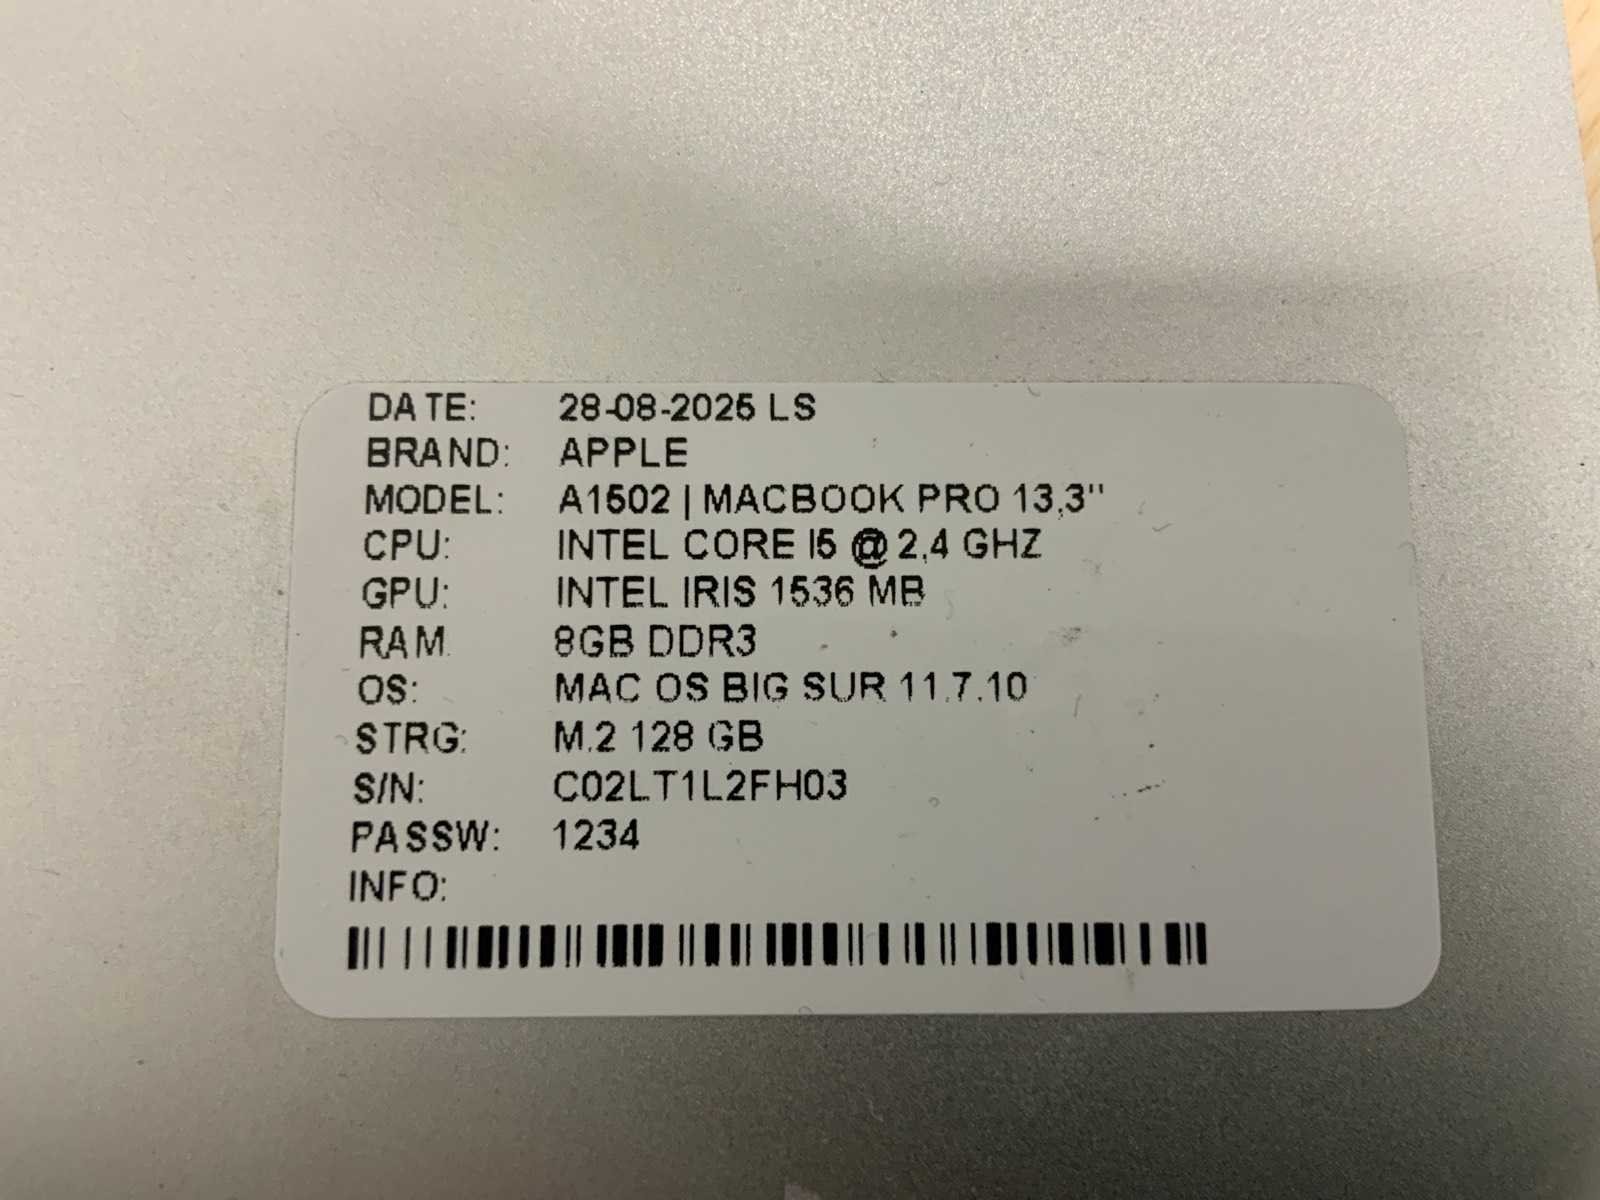 DATE: 28-08-2025 LS
BRAND: APPLE
MODEL: A1502 | MACBOOK PRO 13,3"
CPU: INTEL CORE I5 @ 2,4 GHZ
GPU: INTEL IRIS 1536 MB
RAM: 8GB DDR3
OS: MAC OS BIG SUR 11.7.10
STRG: M.2 128 GB
S/N: C02LT1L2FH03
PASSW: 1234
INFO: